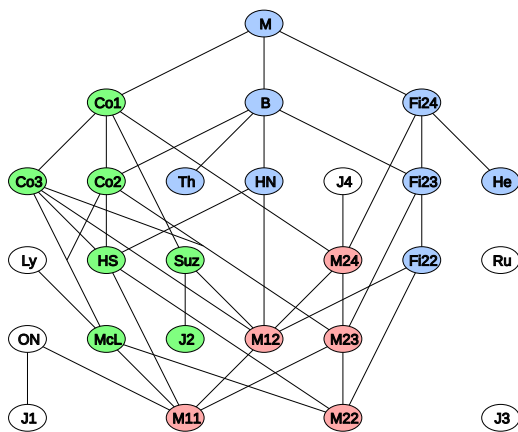 M
Co1 B Fi24
Co3 Co2 Th HN J4 Fi23 He
Ly HS Suz M24 Fi22 Ru
ON McL J2 M12 M23
J1 M11 M22 J3